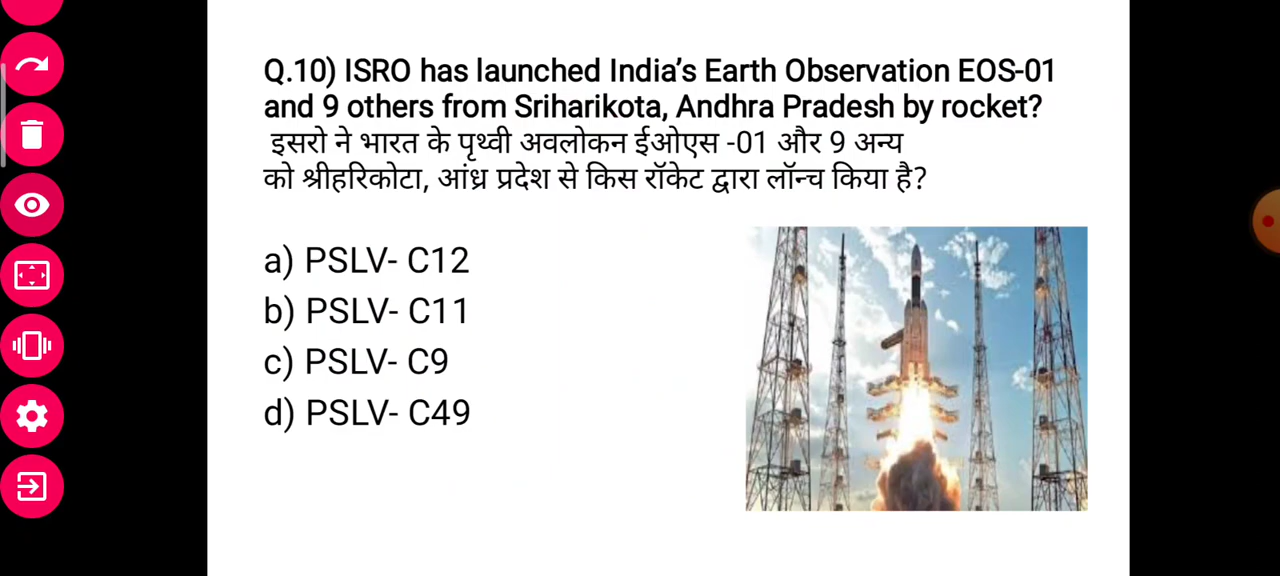 Q.10) ISRO has launched India’s Earth Observation EOS-01
and 9 others from Sriharikota, Andhra Pradesh by rocket?
इसरो ने भारत के पृथ्वी अवलोकन ईओएस -01 और 9 अन्य
को श्रीहरिकोटा, आंध्र प्रदेश से किस रॉकेट द्वारा लॉन्च किया है?
a) PSLV- C12
b) PSLV- C11
c) PSLV- C9
d) PSLV- C49